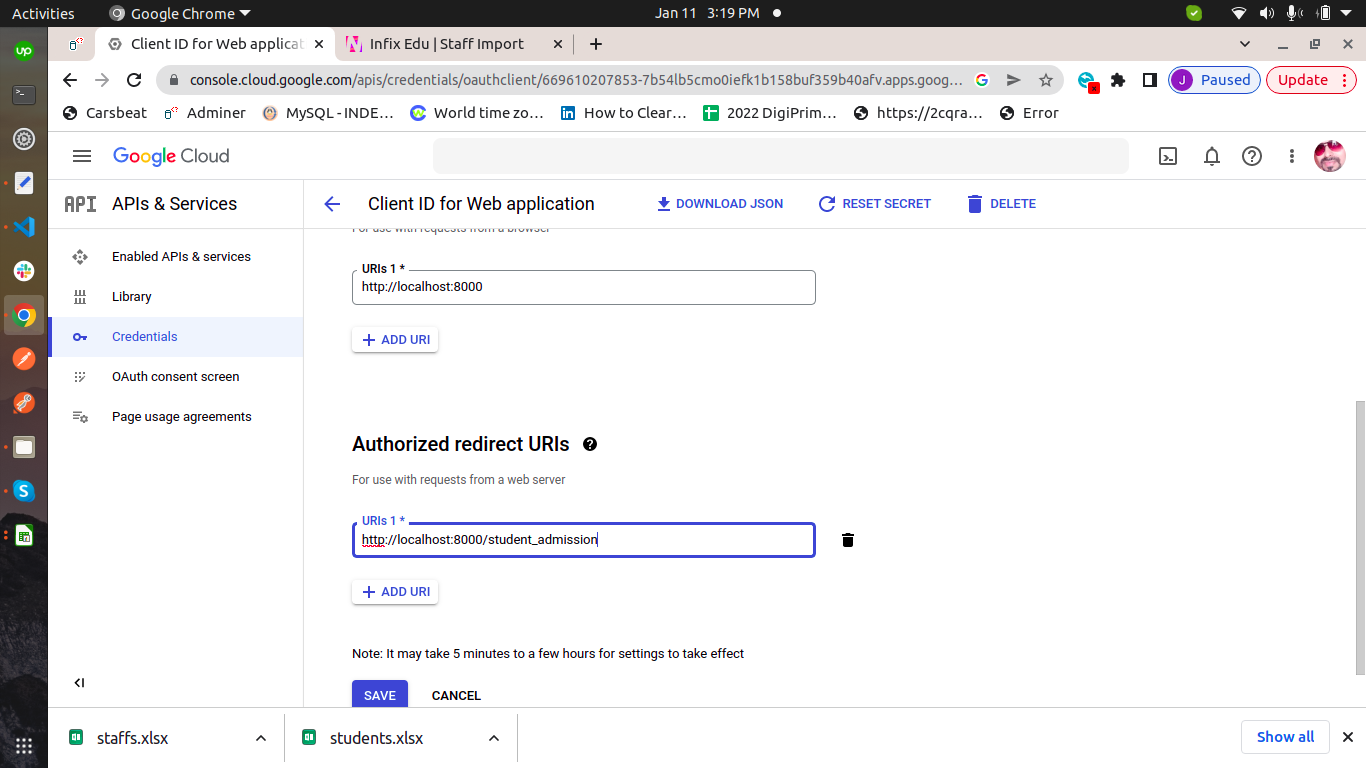 Activities
Google Chrome
Jan 11 3:19 PM
Client ID for Web applicat
Infix Edu | Staff Import
console.cloud.google.com/apis/credentials/oauthclient/669610207853-7b54lb5cmo0iefk1b158buf359b40afv.apps.goog…
J Paused
Update
Carsbeat
Adminer
MySQL - INDE…
World time zo…
How to Clear…
2022 DigiPrim…
https://2cqra…
Error
Google Cloud
API APIs & Services
Client ID for Web application
DOWNLOAD JSON
RESET SECRET
DELETE
Enabled APIs & services
Library
Credentials
OAuth consent screen
Page usage agreements
For use with requests from a browser
URIs 1 *
http://localhost:8000
ADD URI
Authorized redirect URIs
For use with requests from a web server
URIs 1 *
http://localhost:8000/student_admission
ADD URI
Note: It may take 5 minutes to a few hours for settings to take effect
SAVE
CANCEL
staffs.xlsx
students.xlsx
Show all
up